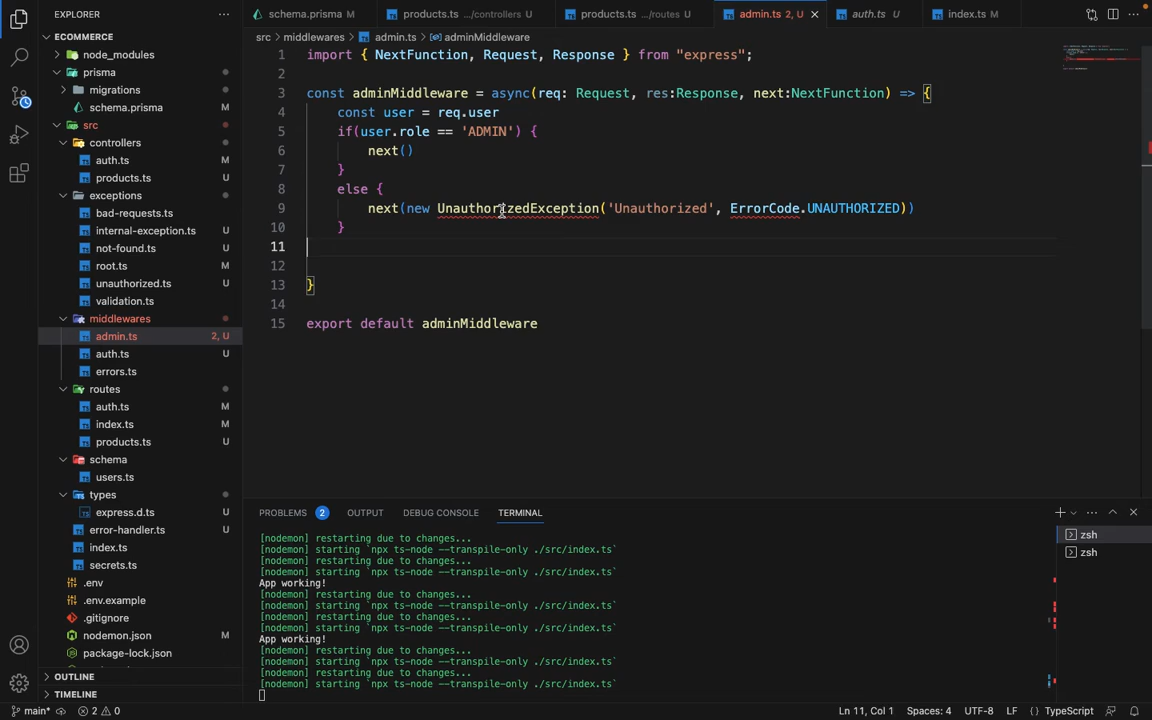 EXPLORER
schema.prisma M
products.ts .../controllers U
products.ts .../routes U
admin.ts 2, U
auth.ts U
index.ts M
ECOMMERCE
node_modules
prisma
migrations
schema.prisma M
src
controllers
auth.ts M
products.ts U
exceptions
bad-requests.ts
internal-exception.ts U
not-found.ts U
root.ts M
unauthorized.ts U
validation.ts
middlewares
admin.ts 2, U
auth.ts U
errors.ts
routes
auth.ts M
index.ts M
products.ts U
schema
users.ts
types
express.d.ts
error-handler.ts U
index.ts
secrets.ts
.env
.env.example
.gitignore
nodemon.json M
package-lock.json
OUTLINE
TIMELINE
src > middlewares > admin.ts > adminMiddleware
1 import { NextFunction, Request, Response } from "express";
2
3 const adminMiddleware = async(req: Request, res:Response, next:NextFunction) => {
4 const user = req.user
5 if(user.role == 'ADMIN') {
6 next()
7 }
8 else {
9 next(new UnauthorizedException('Unauthorized', ErrorCode.UNAUTHORIZED))
10 }
11
12
13 }
14
15 export default adminMiddleware
PROBLEMS 2 OUTPUT DEBUG CONSOLE TERMINAL
[nodemon] restarting due to changes...
[nodemon] starting `npx ts-node --transpile-only ./src/index.ts`
[nodemon] restarting due to changes...
[nodemon] starting `npx ts-node --transpile-only ./src/index.ts`
App working!
[nodemon] restarting due to changes...
[nodemon] starting `npx ts-node --transpile-only ./src/index.ts`
[nodemon] restarting due to changes...
[nodemon] starting `npx ts-node --transpile-only ./src/index.ts`
App working!
[nodemon] restarting due to changes...
[nodemon] starting `npx ts-node --transpile-only ./src/index.ts`
[nodemon] restarting due to changes...
[nodemon] starting `npx ts-node --transpile-only ./src/index.ts`
zsh
zsh
main* 2 0 Ln 11, Col 1 Spaces: 4 UTF-8 LF {} TypeScript